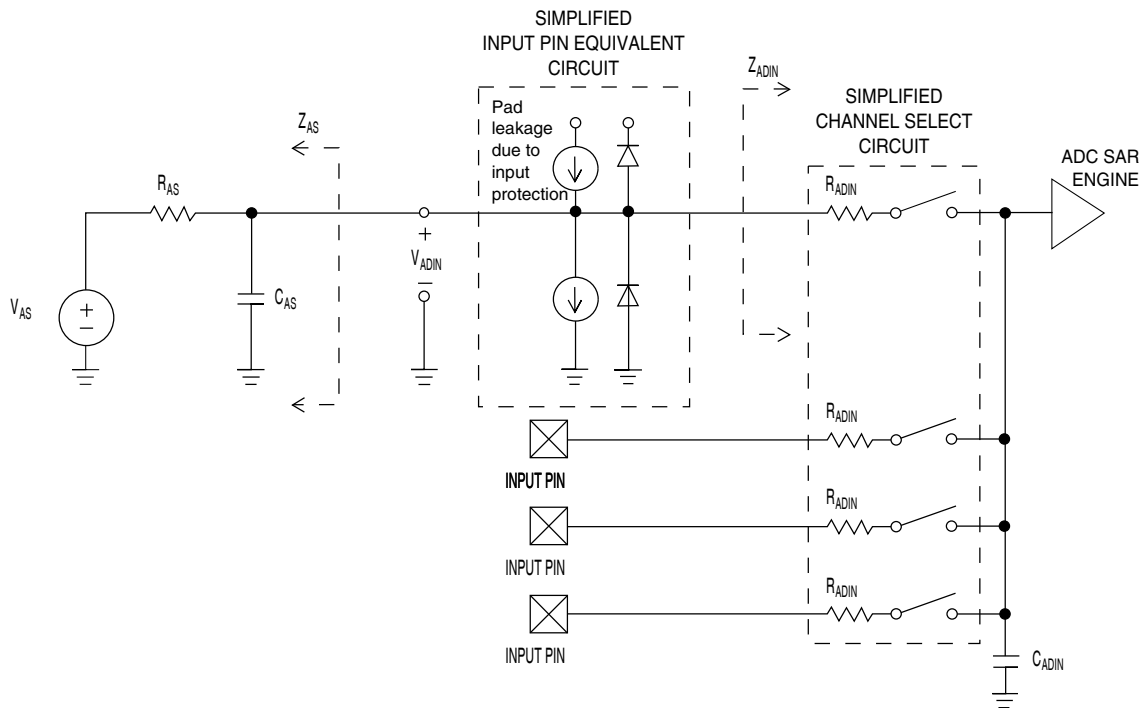 SIMPLIFIED
INPUT PIN EQUIVALENT
CIRCUIT
Z_ADIN
SIMPLIFIED
CHANNEL SELECT
CIRCUIT
Pad
leakage
due to
input
protection
Z_AS
ADC SAR
ENGINE
R_AS
R_ADIN
+
V_ADIN
–
V_AS
+
–
C_AS
R_ADIN
INPUT PIN
R_ADIN
INPUT PIN
R_ADIN
INPUT PIN
C_ADIN